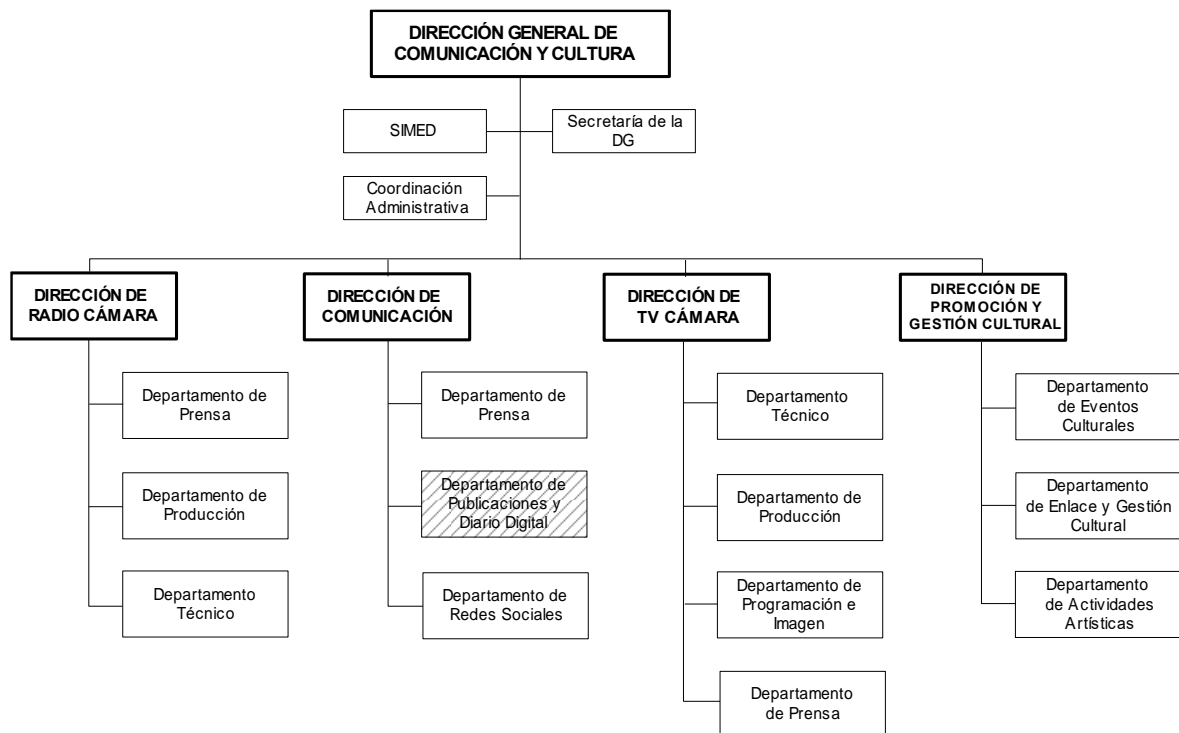 DIRECCIÓN GENERAL DE
COMUNICACIÓN Y CULTURA
SIMED
Secretaría de la
DG
Coordinación
Administrativa
DIRECCIÓN DE
RADIO CÁMARA
Departamento de
Prensa
Departamento de
Producción
Departamento
Técnico
DIRECCIÓN DE
COMUNICACIÓN
Departamento de
Prensa
Departamento de
Publicaciones y
Diario Digital
Departamento de
Redes Sociales
DIRECCIÓN DE
TV CÁMARA
Departamento
Técnico
Departamento de
Producción
Departamento de
Programación e
Imagen
Departamento
de Prensa
DIRECCIÓN DE
PROMOCIÓN Y
GESTIÓN CULTURAL
Departamento
de Eventos
Culturales
Departamento
de Enlace y Gestión
Cultural
Departamento
de Actividades
Artísticas